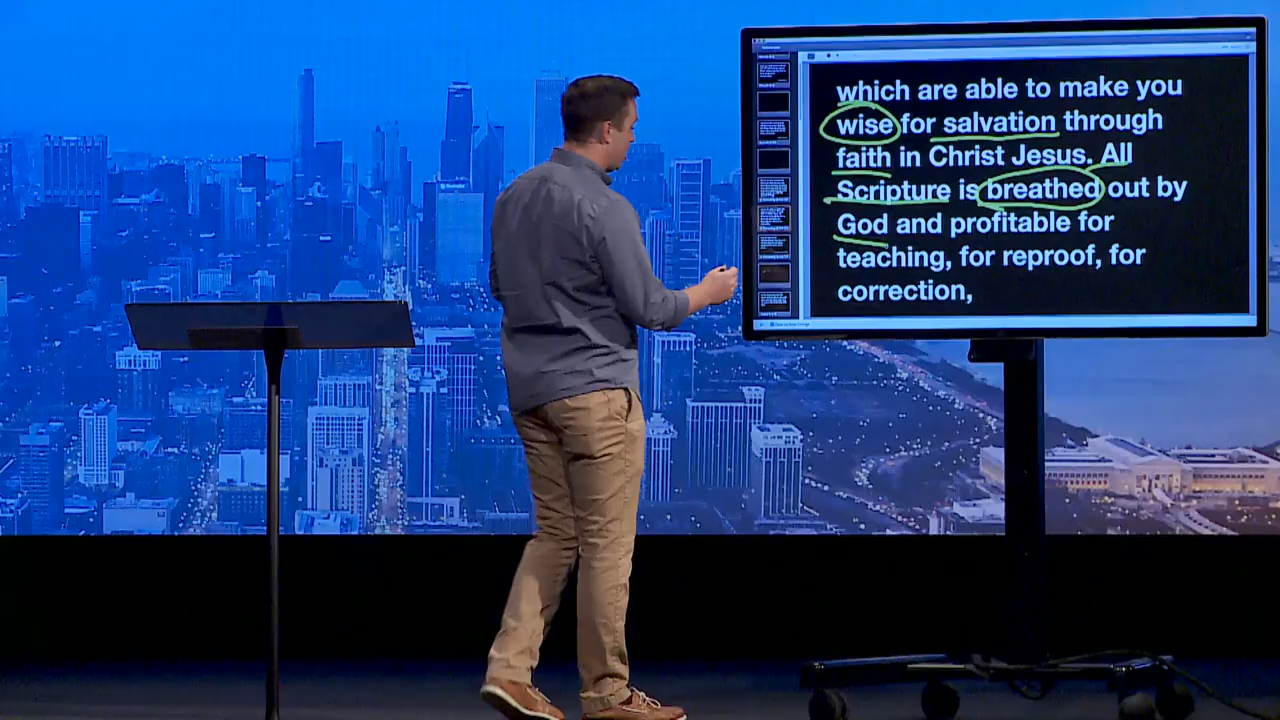 which are able to make you
wise for salvation through
faith in Christ Jesus. All
Scripture is breathed out by
God and profitable for
teaching, for reproof, for
correction,